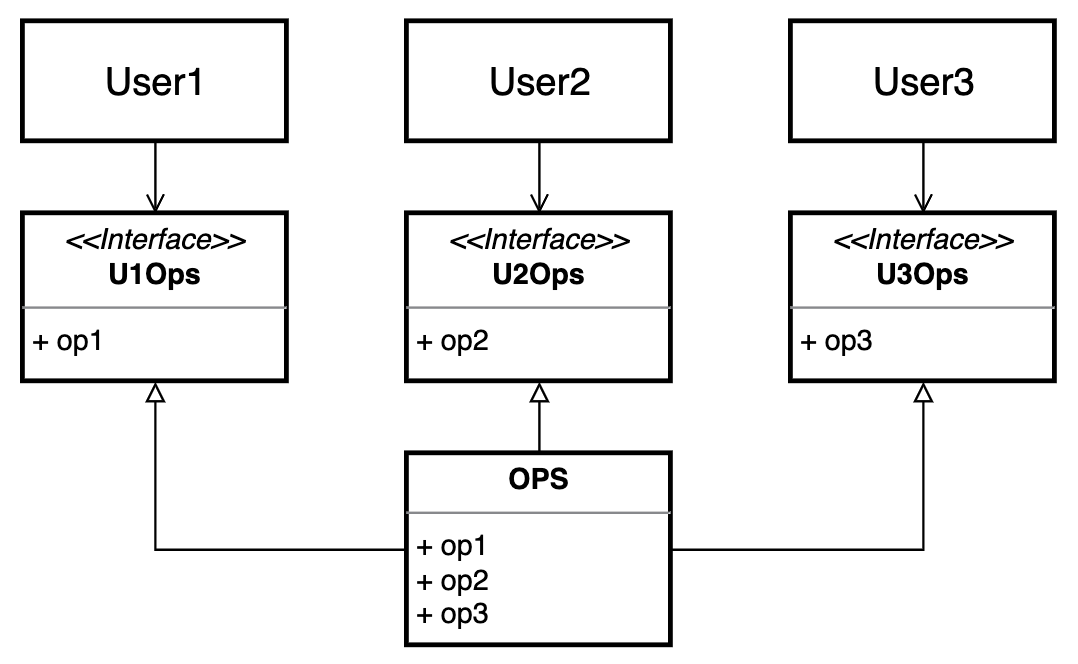 User1
User2
User3
<<Interface>>
U1Ops
+ op1
<<Interface>>
U2Ops
+ op2
<<Interface>>
U3Ops
+ op3
OPS
+ op1
+ op2
+ op3